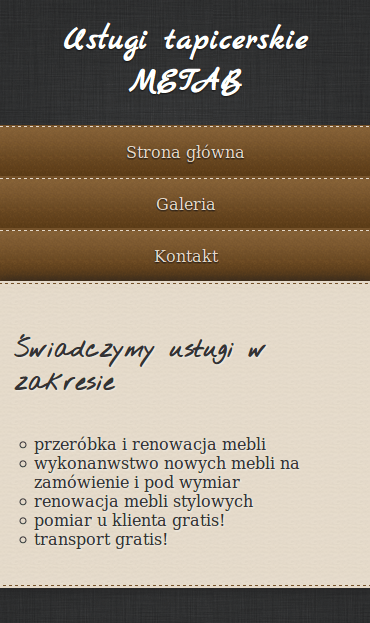 Usługi tapicerskie
METAB
Strona główna
Galeria
Kontakt
Świadczymy usługi w
zakresie
przeróbka i renowacja mebli
wykonanwstwo nowych mebli na
zamówienie i pod wymiar
renowacja mebli stylowych
pomiar u klienta gratis!
transport gratis!